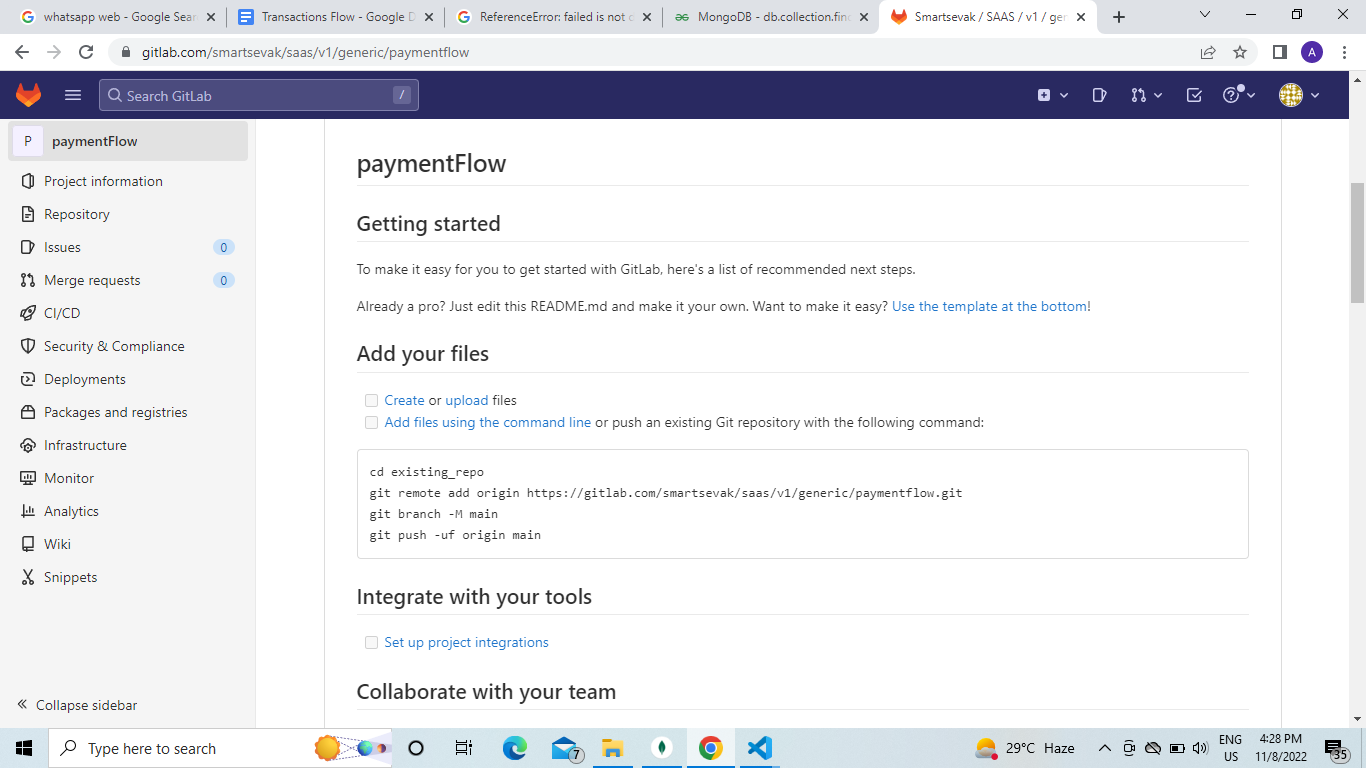 whatsapp web - Google Sear
Transactions Flow - Google D
ReferenceError: failed is not d
MongoDB - db.collection.find
Smartsevak / SAAS / v1 / gen
gitlab.com/smartsevak/saas/v1/generic/paymentflow
A
Search GitLab
/
P
paymentFlow
Project information
Repository
Issues
0
Merge requests
0
CI/CD
Security & Compliance
Deployments
Packages and registries
Infrastructure
Monitor
Analytics
Wiki
Snippets
Collapse sidebar
paymentFlow
Getting started
To make it easy for you to get started with GitLab, here's a list of recommended next steps.
Already a pro? Just edit this README.md and make it your own. Want to make it easy? Use the template at the bottom!
Add your files
Create or upload files
Add files using the command line or push an existing Git repository with the following command:
cd existing_repo
git remote add origin https://gitlab.com/smartsevak/saas/v1/generic/paymentflow.git
git branch -M main
git push -uf origin main
Integrate with your tools
Set up project integrations
Collaborate with your team
Type here to search
7
29°C Haze
ENG
US
4:28 PM
11/8/2022
35